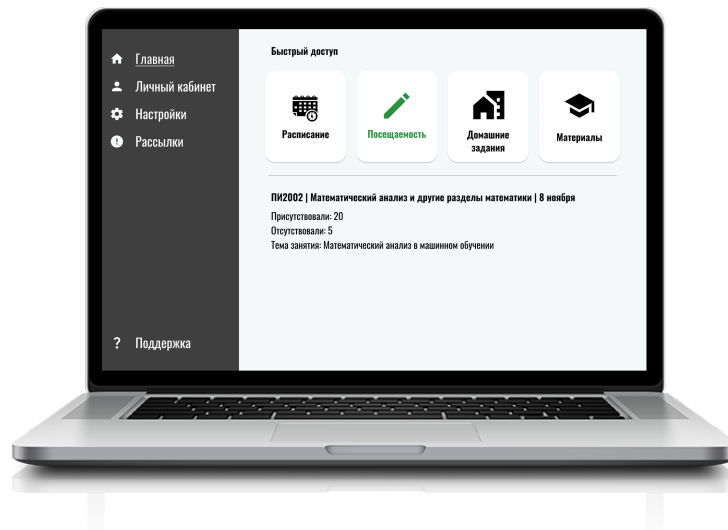 Главная
Личный кабинет
Настройки
Рассылки
? Поддержка
Быстрый доступ
Расписание
Посещаемость
Домашние
задания
Материалы
ПИ2002 | Математический анализ и другие разделы математики | 8 ноября
Присутствовали: 20
Отсутствовали: 5
Тема занятия: Математический анализ в машинном обучении